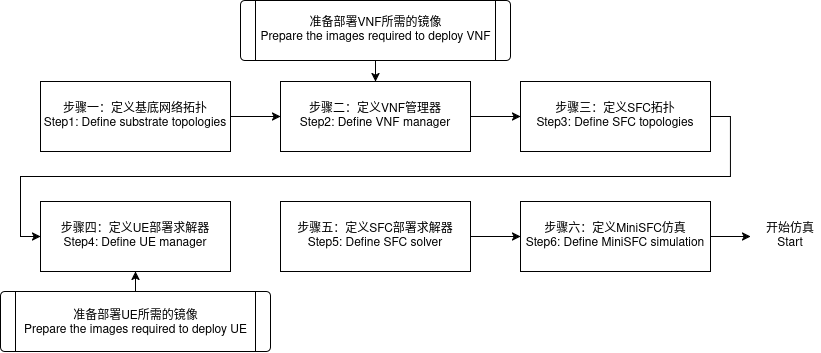 准备部署VNF所需的镜像
Prepare the images required to deploy VNF
步骤一：定义基底网络拓扑
Step1: Define substrate topologies
步骤二：定义VNF管理器
Step2: Define VNF manager
步骤三：定义SFC拓扑
Step3: Define SFC topologies
步骤四：定义UE部署求解器
Step4: Define UE manager
步骤五：定义SFC部署求解器
Step5: Define SFC solver
步骤六：定义MiniSFC仿真
Step6: Define MiniSFC simulation
开始仿真
Start
准备部署UE所需的镜像
Prepare the images required to deploy UE